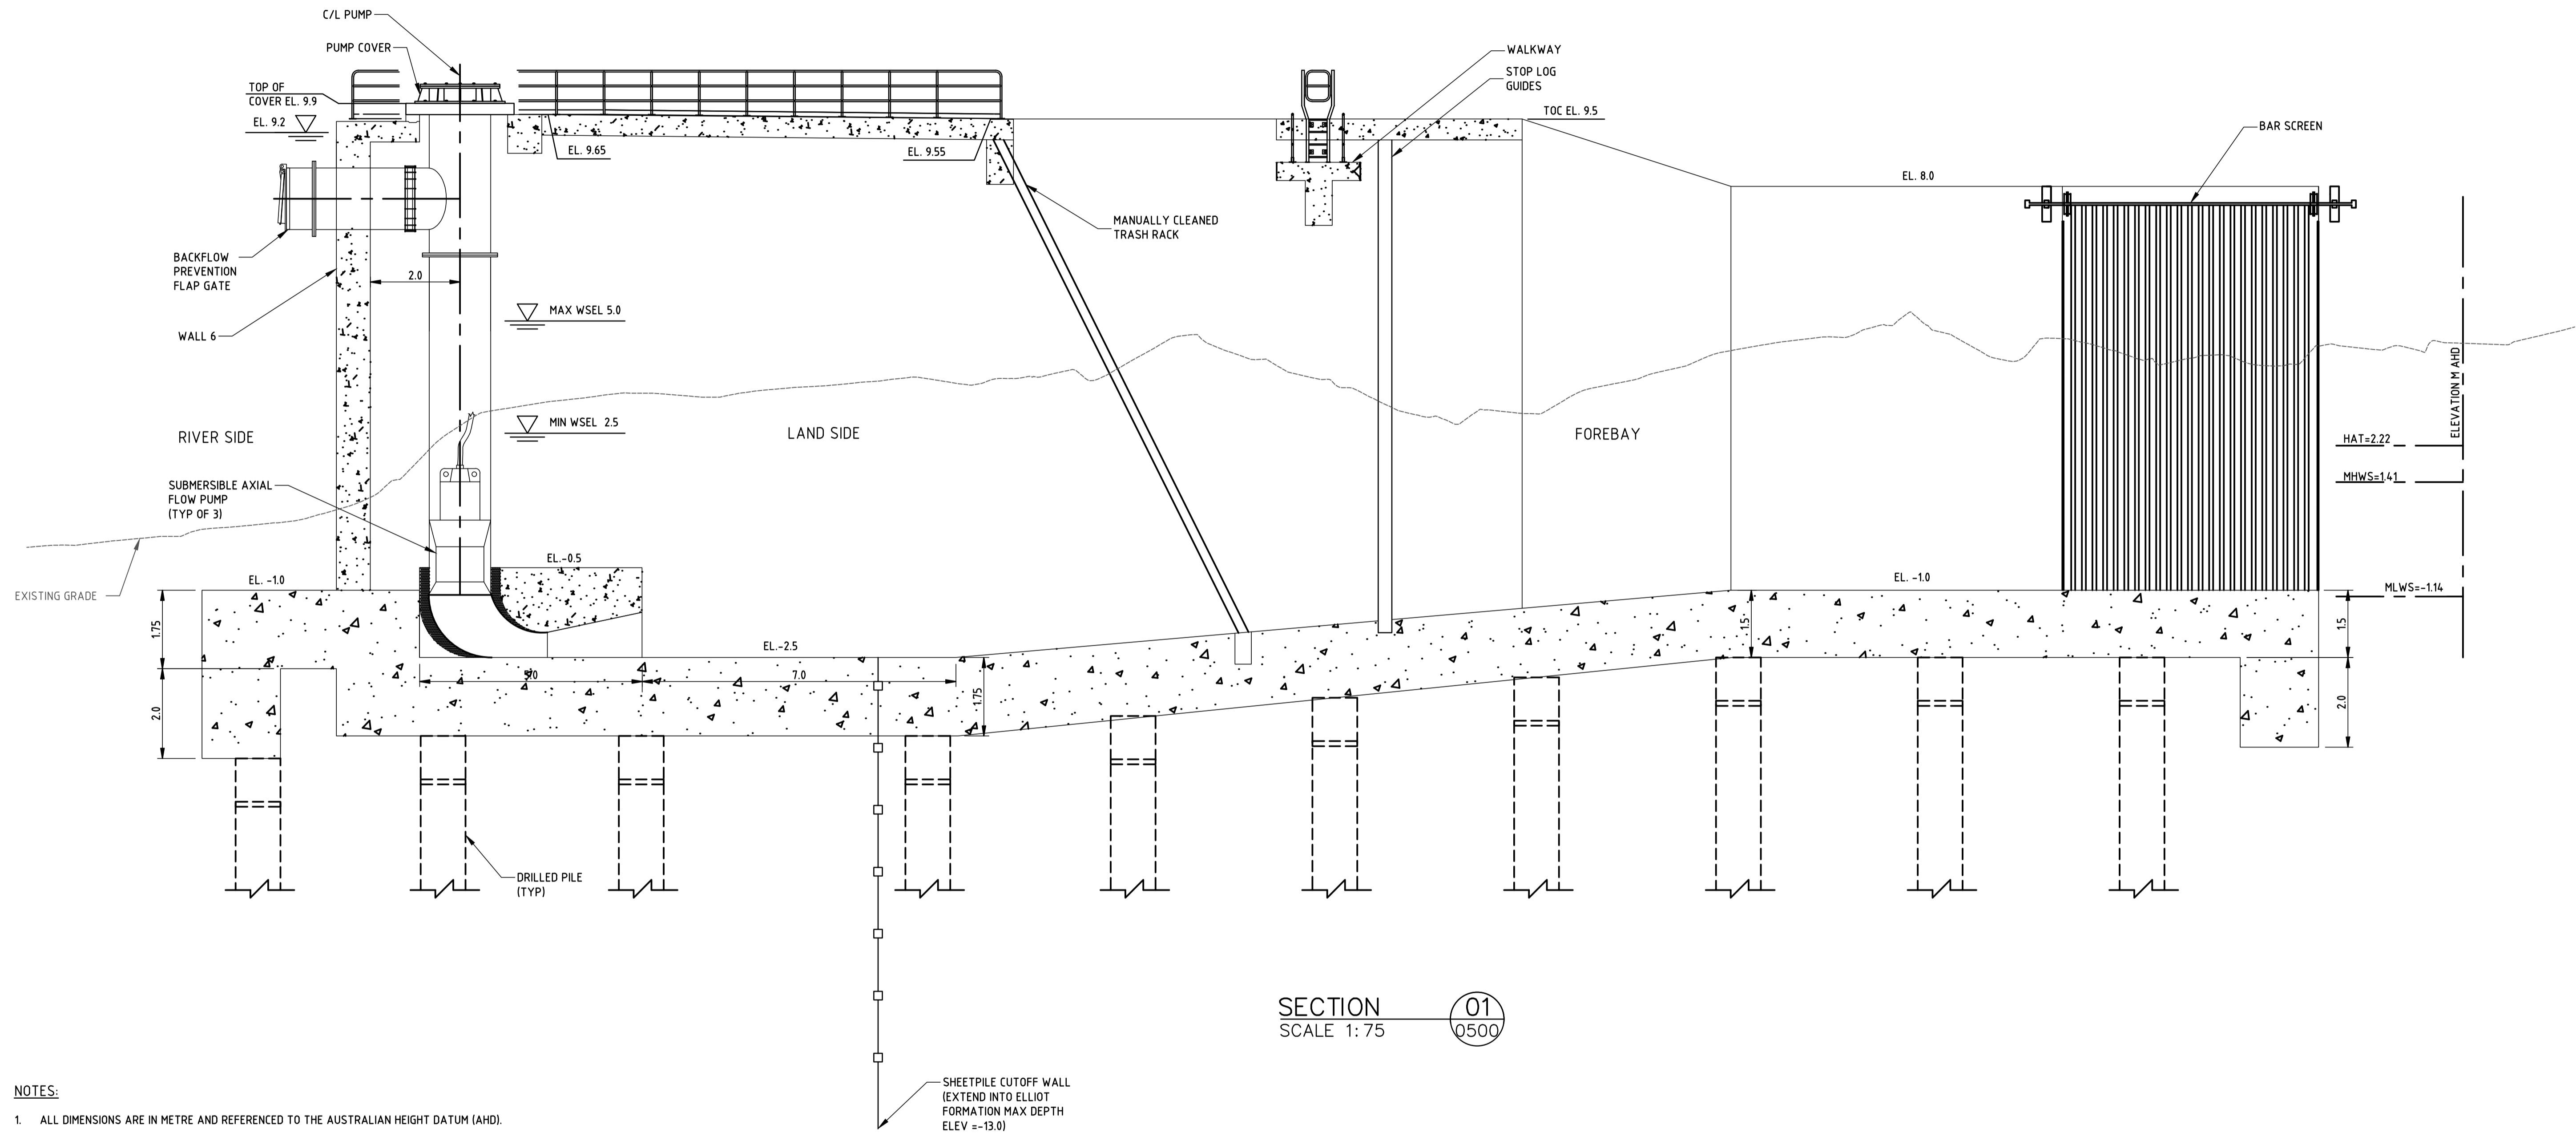 C/L PUMP
PUMP COVER
TOP OF
COVER EL. 9.9
EL. 9.2
EL. 9.65
EL. 9.55
WALKWAY
STOP LOG
GUIDES
TOC EL. 9.5
BAR SCREEN
EL. 8.0
MANUALLY CLEANED
TRASH RACK
BACKFLOW
PREVENTION
FLAP GATE
2.0
MAX WSEL 5.0
WALL 6
ELEVATION M AHD
MIN WSEL 2.5
RIVER SIDE
LAND SIDE
FOREBAY
HAT=2.22
MHWS=1.41
SUBMERSIBLE AXIAL
FLOW PUMP
(TYP OF 3)
EL.-0.5
EL. -1.0
EL. -1.0
MLWS=-1.14
EXISTING GRADE
1.75
1.5
1.5
EL.-2.5
5.0
7.0
1.75
2.0
2.0
DRILLED PILE
(TYP)
SECTION
SCALE 1:75
01
0500
SHEETPILE CUTOFF WALL
(EXTEND INTO ELLIOT
FORMATION MAX DEPTH
ELEV =-13.0)
NOTES:
1. ALL DIMENSIONS ARE IN METRE AND REFERENCED TO THE AUSTRALIAN HEIGHT DATUM (AHD).